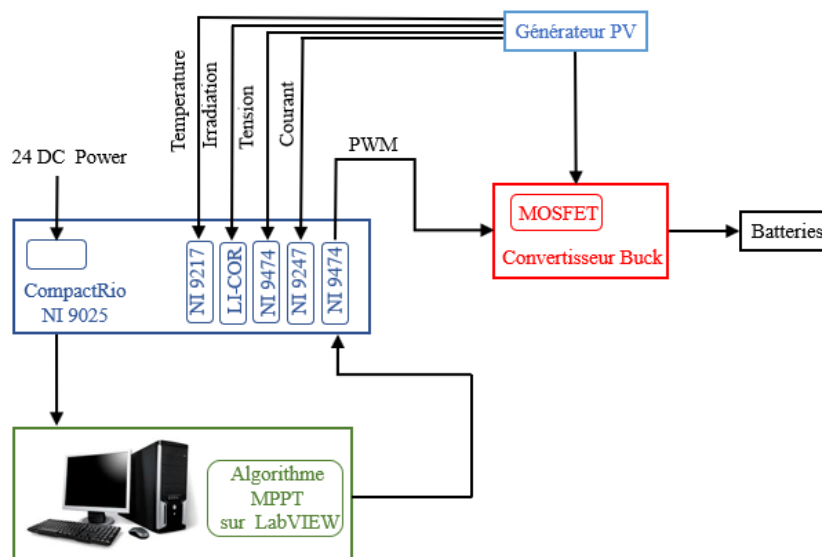 Générateur PV
Temperature
Irradiation
Tension
Courant
PWM
24 DC Power
MOSFET
Convertisseur Buck
Batteries
CompactRio
NI 9025
NI 9217
LI-COR
NI 9474
NI 9247
NI 9474
Algorithme
MPPT
sur LabVIEW